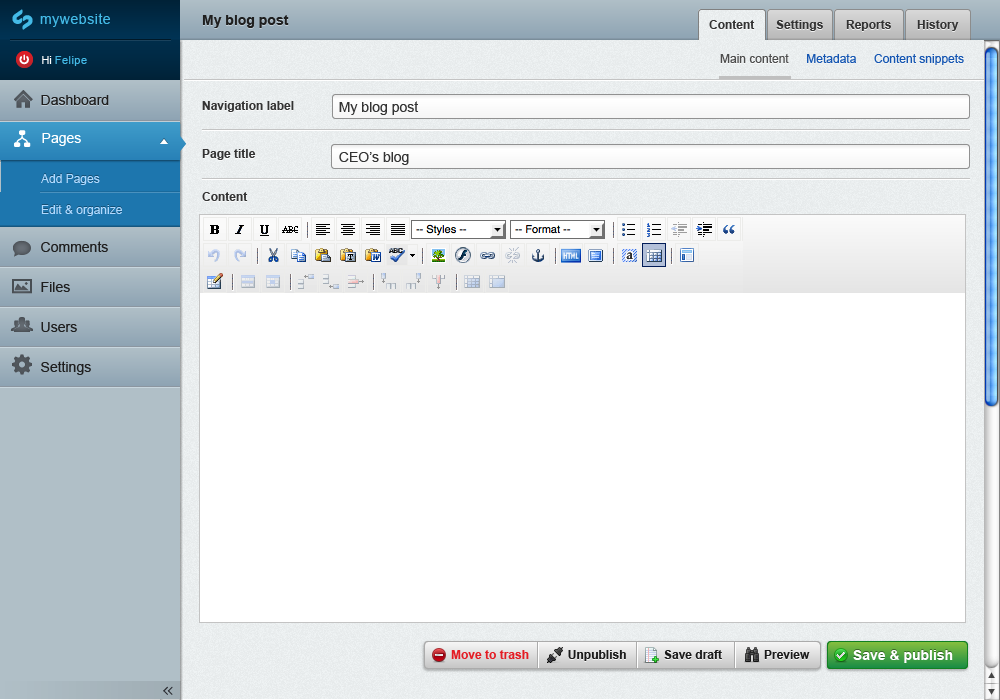 mywebsite
My blog post
Content
Settings
Reports
History
Hi Felipe
Main content
Metadata
Content snippets
Dashboard
Pages
Add Pages
Edit & organize
Comments
Files
Users
Settings
Navigation label
My blog post
Page title
CEO’s blog
Content
B I U ABC
-- Styles --
-- Format --
T
W
ABC
HTML
a
Move to trash
Unpublish
Save draft
Preview
Save & publish